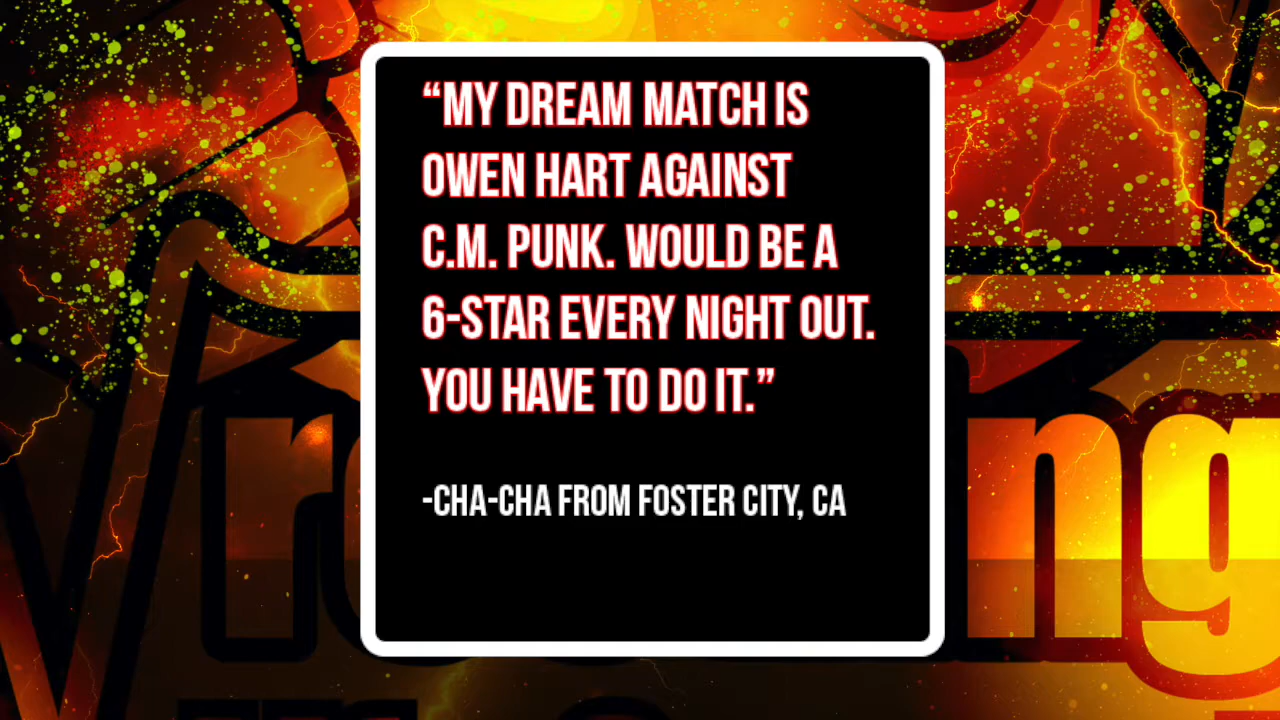 “MY DREAM MATCH IS
OWEN HART AGAINST
C.M. PUNK. WOULD BE A
6-STAR EVERY NIGHT OUT.
YOU HAVE TO DO IT.”
-CHA-CHA FROM FOSTER CITY, CA